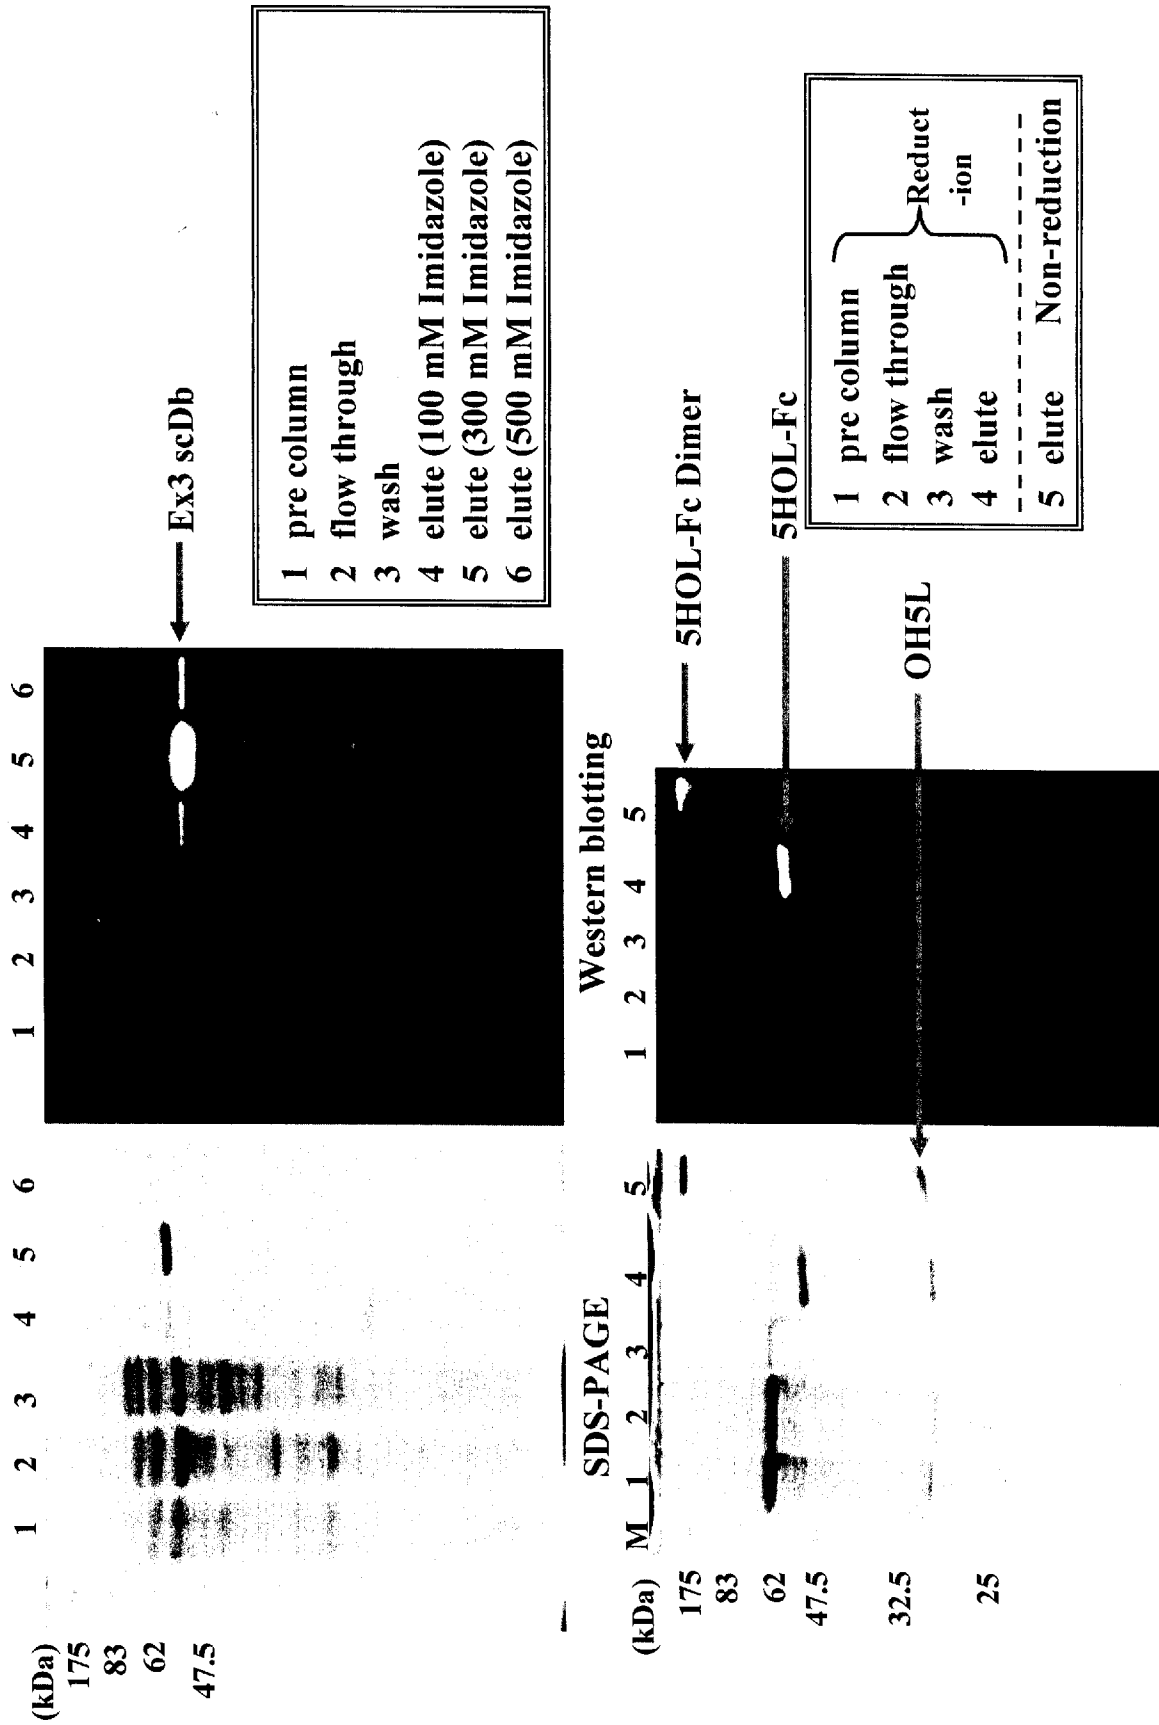 (kDa)
175
83
62
47.5
1 2 3 4 5 6
1 2 3 4 5 6
Ex3 scDb
1 pre column
2 flow through
3 wash
4 elute (100 mM Imidazole)
5 elute (300 mM Imidazole)
6 elute (500 mM Imidazole)
SDS-PAGE
Western blotting
(kDa)
175
83
62
47.5
32.5
25
M 1 2 3 4 5
1 2 3 4 5
5HOL-Fc Dimer
5HOL-Fc
OH5L
1 pre column
2 flow through
3 wash
4 elute
Reduct
-ion
5 elute Non-reduction